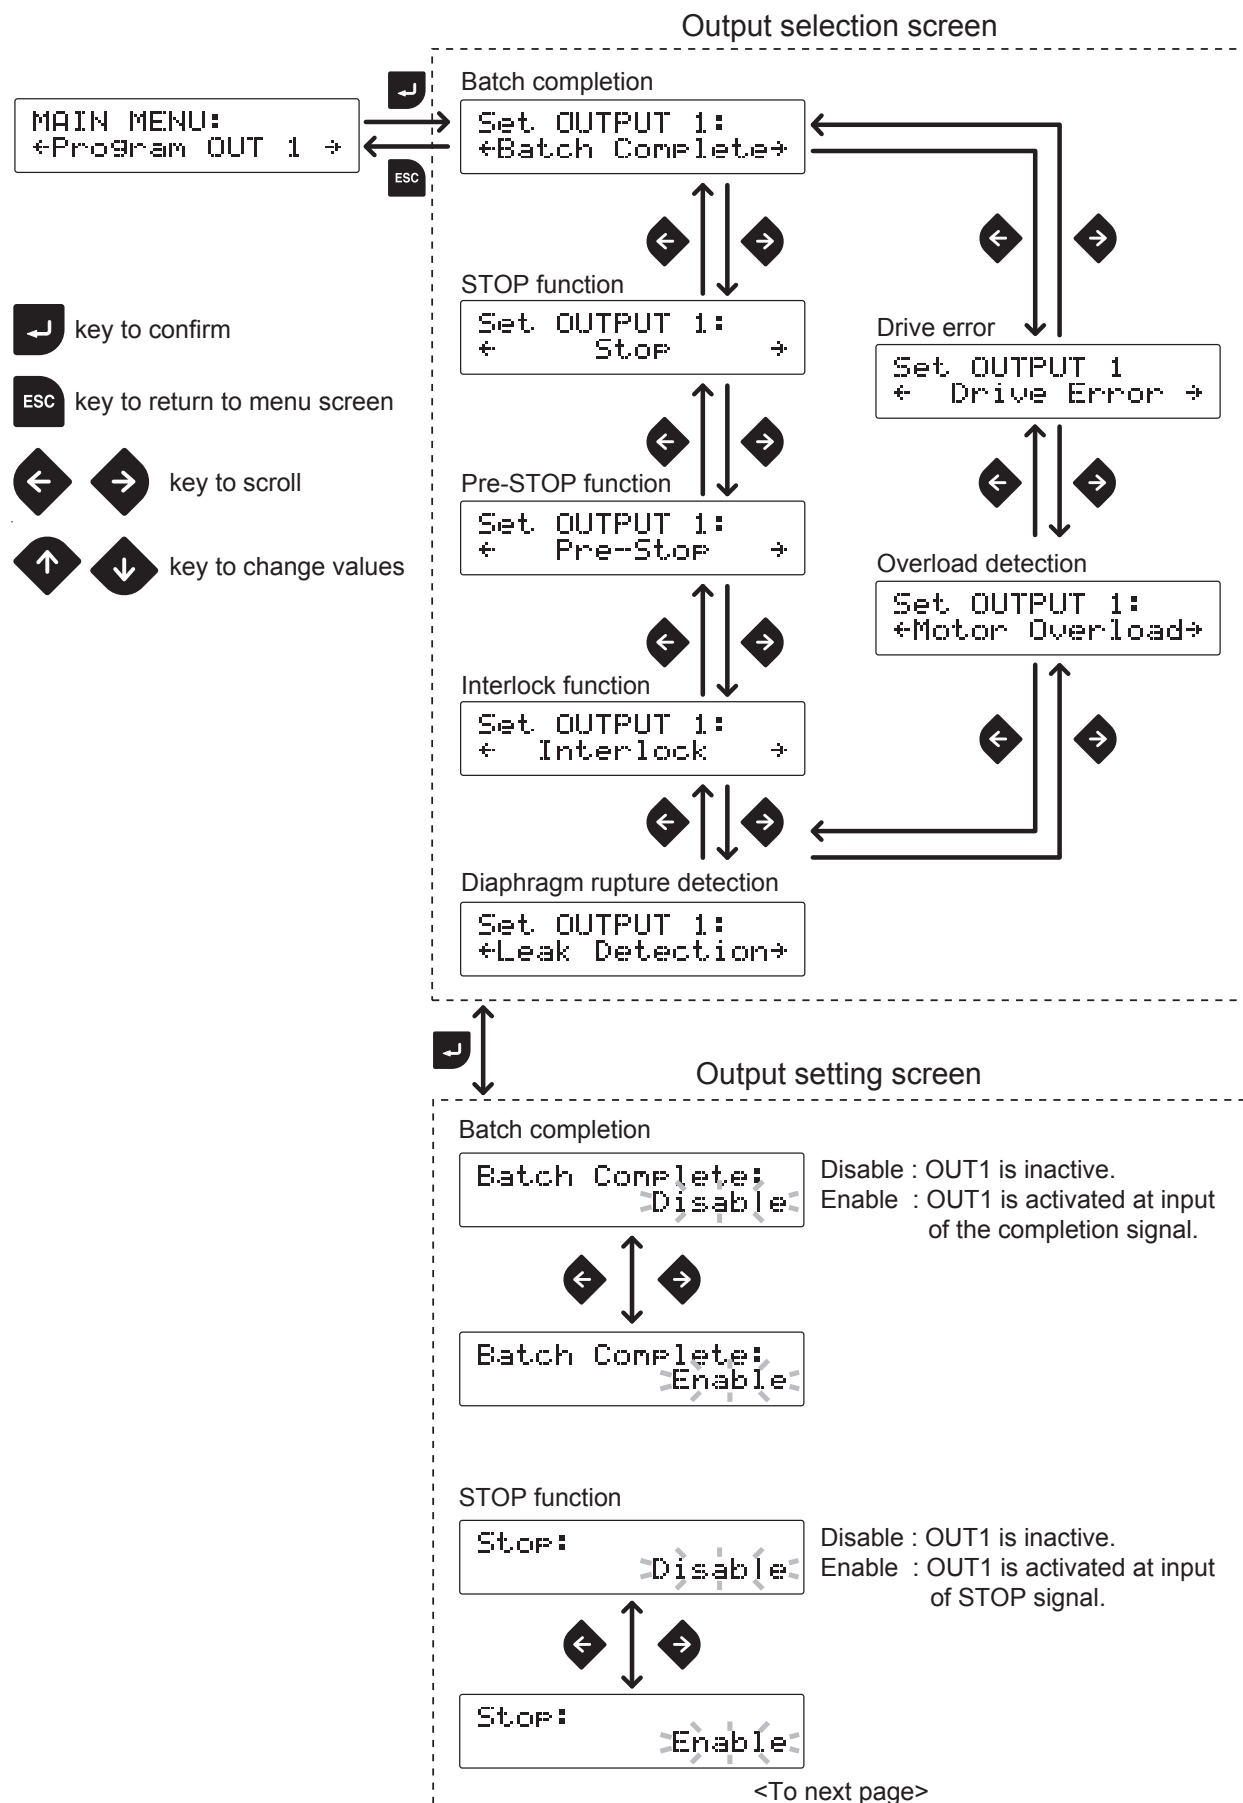 Output selection screen
Batch completion
MAIN MENU:
←Program OUT 1 →
Set OUTPUT 1:
←Batch Complete→
ESC
STOP function
Set OUTPUT 1:
← Stop →
key to confirm
ESC key to return to menu screen
key to scroll
key to change values
Drive error
Set OUTPUT 1
← Drive Error →
Pre-STOP function
Set OUTPUT 1:
← Pre-Stop →
Overload detection
Set OUTPUT 1:
←Motor Overload→
Interlock function
Set OUTPUT 1:
← Interlock →
Diaphragm rupture detection
Set OUTPUT 1:
←Leak Detection→
Output setting screen
Batch completion
Batch Complete:
Disable
Disable : OUT1 is inactive.
Enable : OUT1 is activated at input
of the completion signal.
Batch Complete:
Enable
STOP function
Stop:
Disable
Disable : OUT1 is inactive.
Enable : OUT1 is activated at input
of STOP signal.
Stop:
Enable
<To next page>